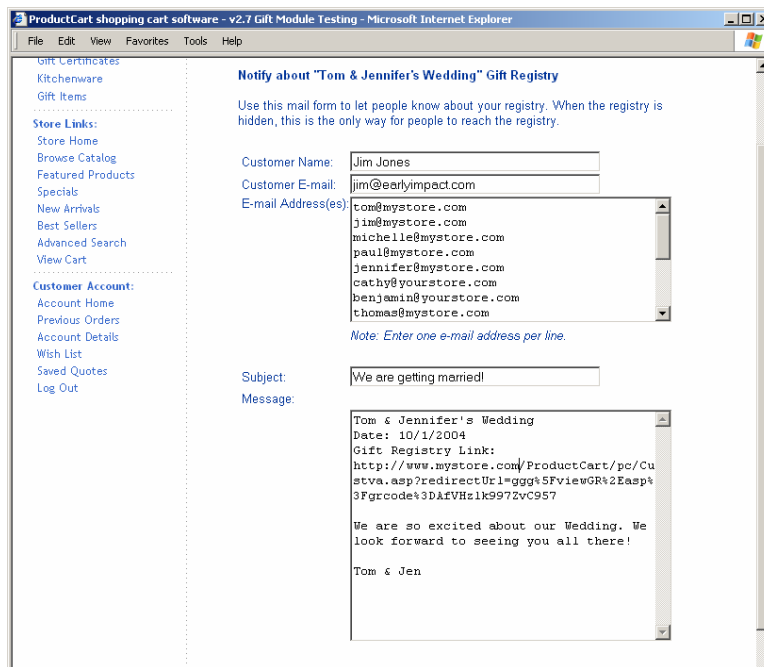 ProductCart shopping cart software - v2.7 Gift Module Testing - Microsoft Internet Explorer
File Edit View Favorites Tools Help
Gift Certificates
Kitchenware
Gift Items
Store Links:
Store Home
Browse Catalog
Featured Products
Specials
New Arrivals
Best Sellers
Advanced Search
View Cart
Customer Account:
Account Home
Previous Orders
Account Details
Wish List
Saved Quotes
Log Out
Notify about "Tom & Jennifer's Wedding" Gift Registry
Use this mail form to let people know about your registry. When the registry is
hidden, this is the only way for people to reach the registry.
Customer Name: Jim Jones
Customer E-mail: jim@earlyimpact.com
E-mail Address(es): tom@mystore.com
jim@mystore.com
michelle@mystore.com
paul@mystore.com
jennifer@mystore.com
cathy@yourstore.com
benjamin@yourstore.com
thomas@mystore.com
Note: Enter one e-mail address per line.
Subject: We are getting married!
Message:
Tom & Jennifer's Wedding
Date: 10/1/2004
Gift Registry Link:
http://www.mystore.com/ProductCart/pc/Cu
stva.asp?redirectUrl=ggg%5FviewGR%2Easp%
3Fgrcode%3DAfVHzlk997ZvC957
We are so excited about our Wedding. We
look forward to seeing you all there!
Tom & Jen